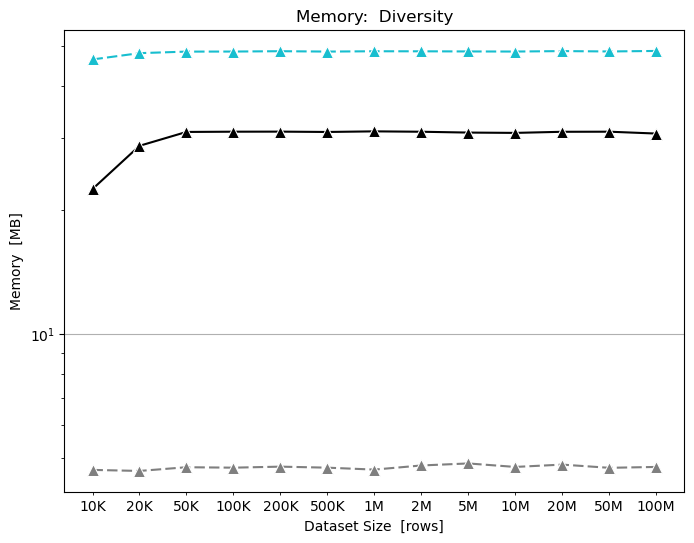 Memory:  Diversity
Memory  [MB]
10¹
10K 20K 50K 100K 200K 500K 1M 2M 5M 10M 20M 50M 100M
Dataset Size  [rows]